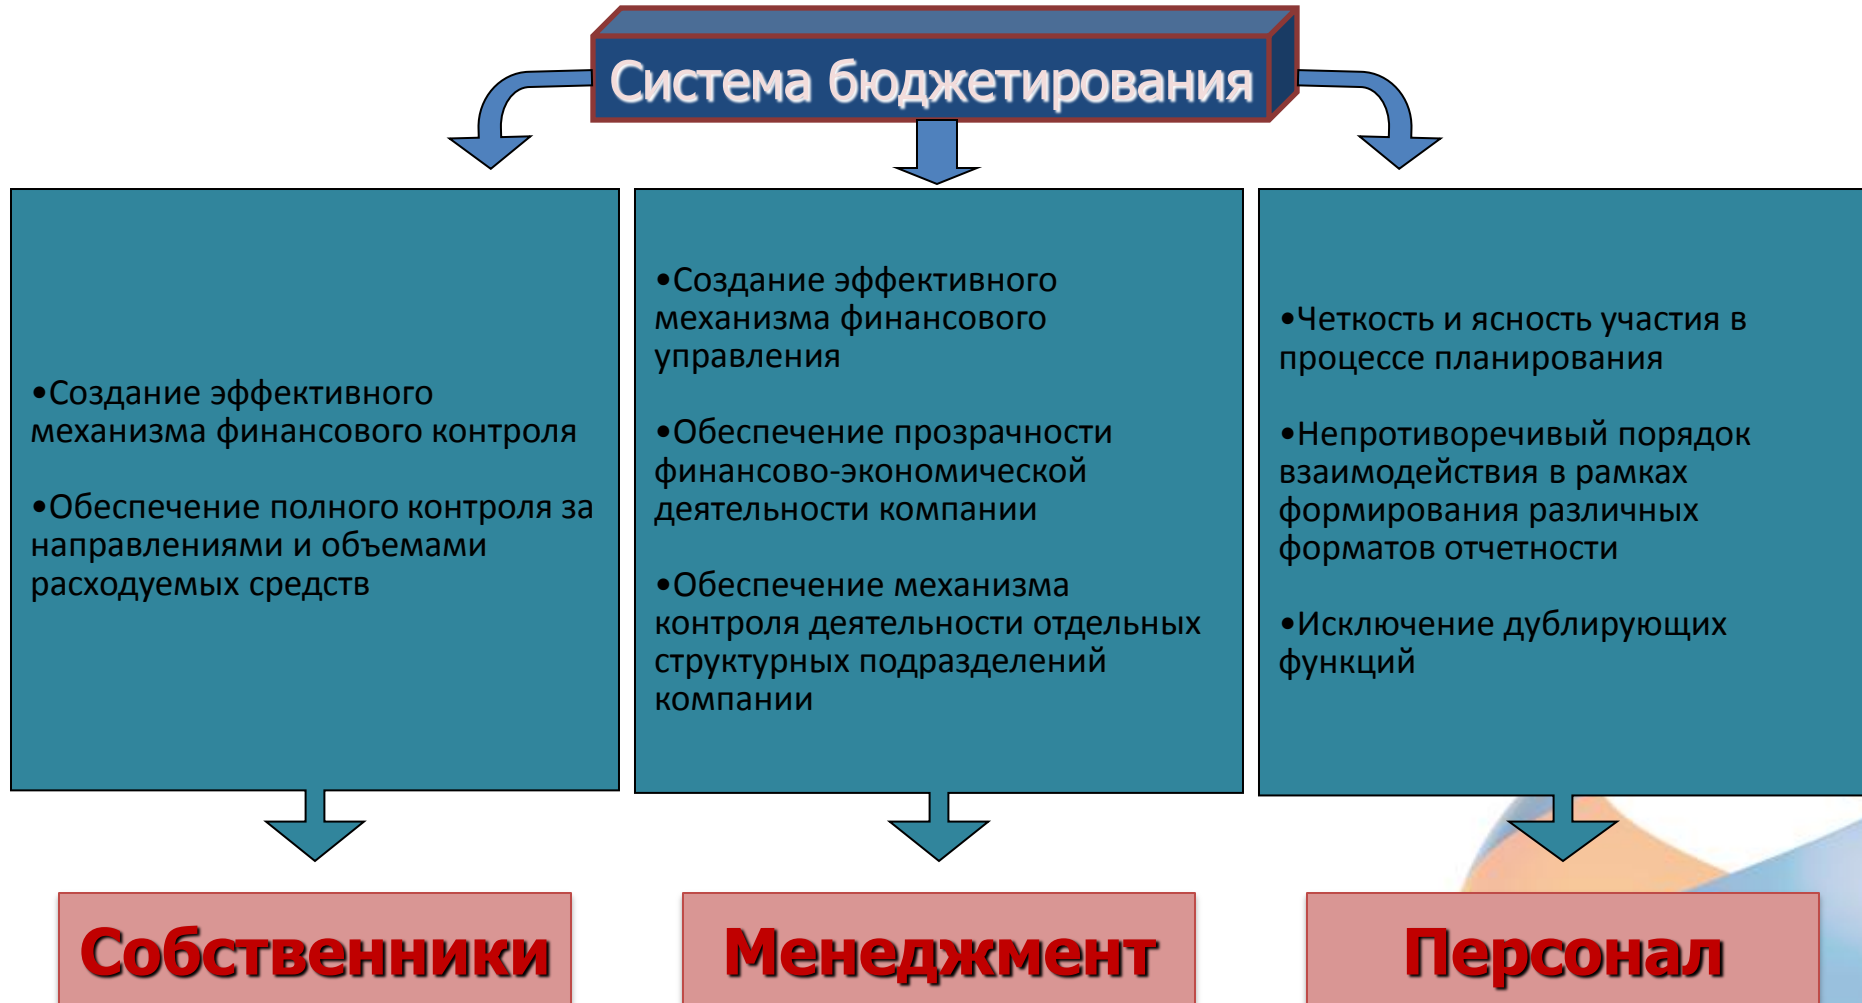 Система бюджетирования
•Создание эффективного
механизма финансового контроля
•Обеспечение полного контроля за
направлениями и объемами
расходуемых средств
•Создание эффективного
механизма финансового
управления
•Обеспечение прозрачности
финансово-экономической
деятельности компании
•Обеспечение механизма
контроля деятельности отдельных
структурных подразделений
компании
•Четкость и ясность участия в
процессе планирования
•Непротиворечивый порядок
взаимодействия в рамках
формирования различных
форматов отчетности
•Исключение дублирующих
функций
Собственники
Менеджмент
Персонал